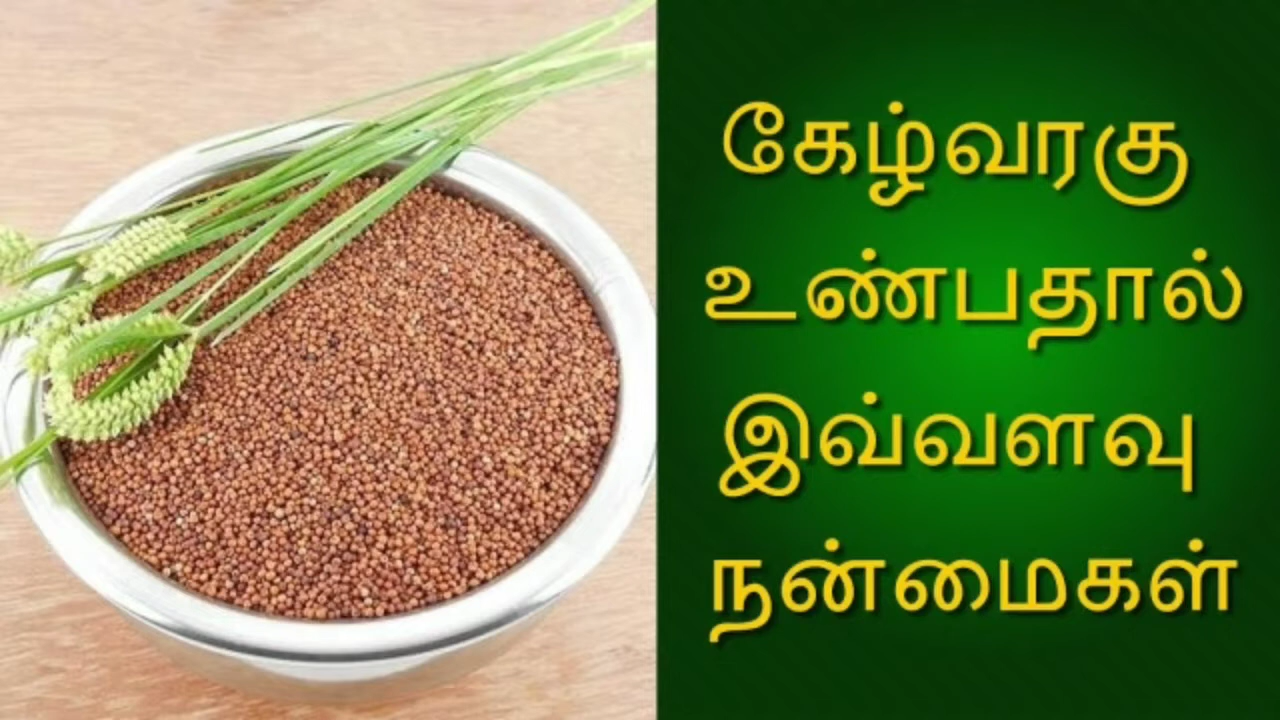 கேழ்வரகு
உண்பதால்
இவ்வளவு
நன்மைகள்